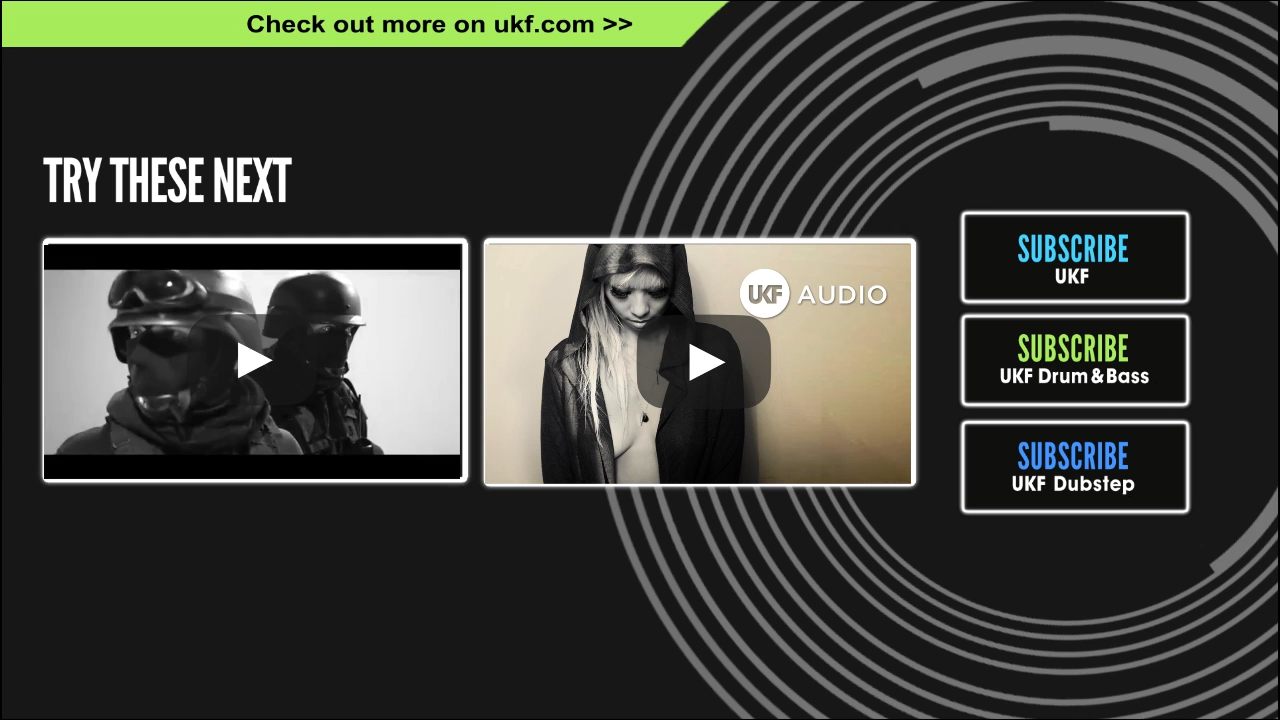 Check out more on ukf.com >>
TRY THESE NEXT
UKF AUDIO
SUBSCRIBE
UKF
SUBSCRIBE
UKF Drum&Bass
SUBSCRIBE
UKF Dubstep